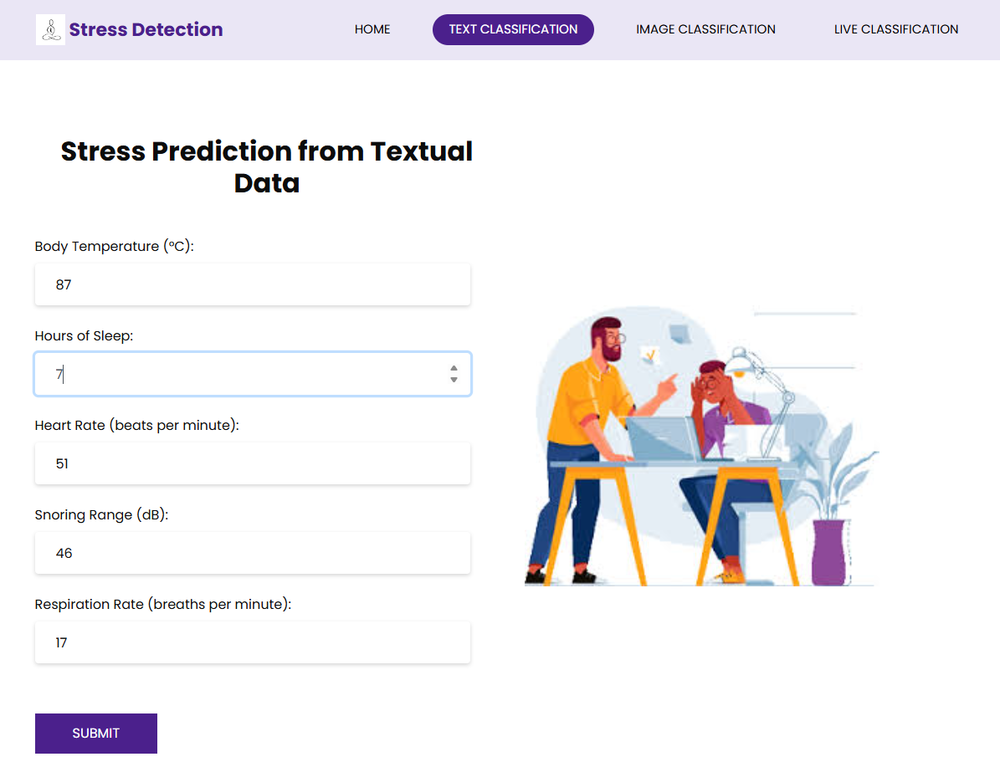 Stress Detection
HOME
TEXT CLASSIFICATION
IMAGE CLASSIFICATION
LIVE CLASSIFICATION
Stress Prediction from Textual
Data
Body Temperature (°C):
87
Hours of Sleep:
7
Heart Rate (beats per minute):
51
Snoring Range (dB):
46
Respiration Rate (breaths per minute):
17
SUBMIT